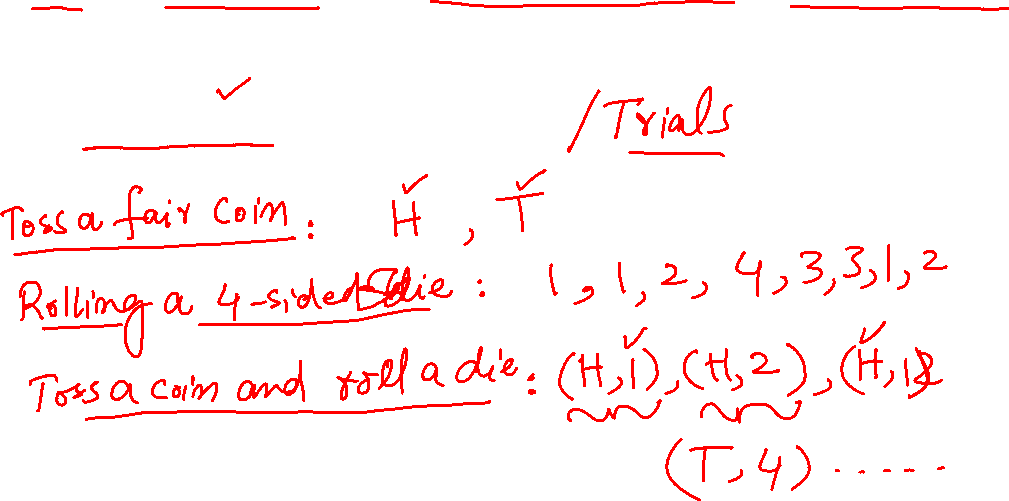 /Trials
Toss a fair coin: H, T
Rolling a 4-sided die: 1, 1, 2, 4, 3, 3, 1, 2
Toss a coin and roll a die: (H,1), (H,2), (H,1)
(T,4) ......